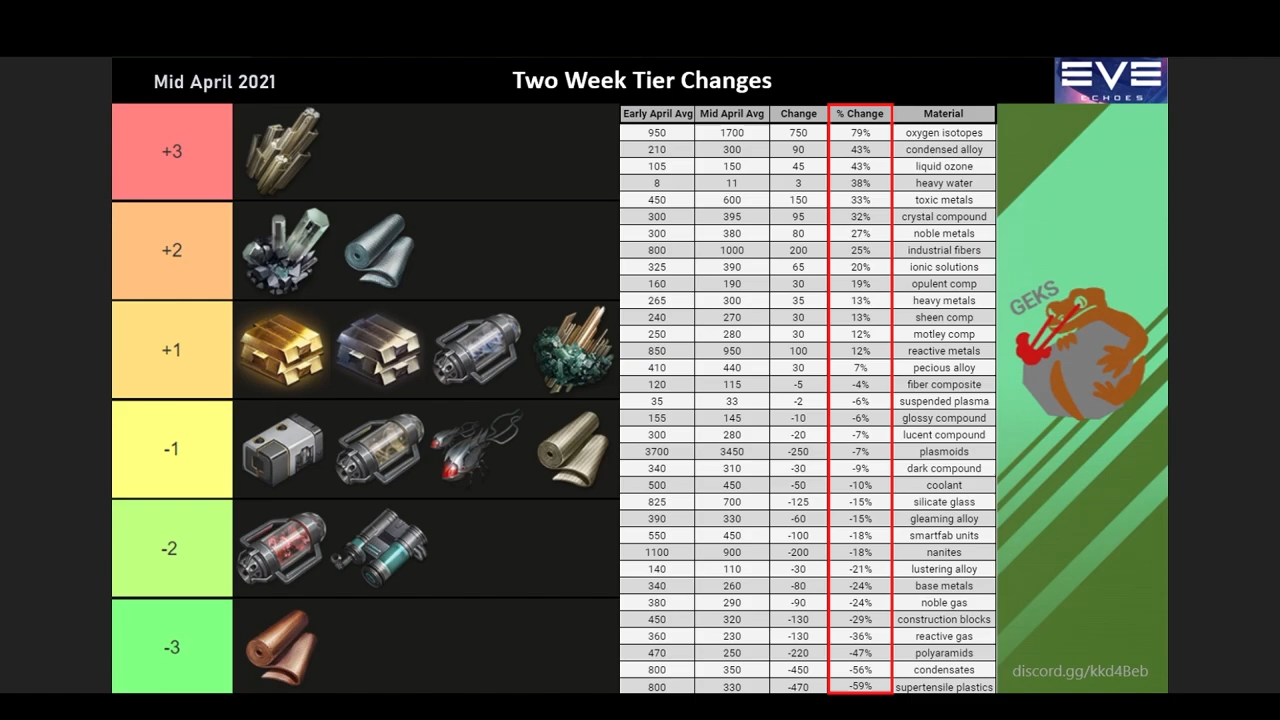 Mid April 2021
Two Week Tier Changes
EVE
ECHOES
+3
+2
+1
-1
-2
-3
Early April Avg Mid April Avg Change % Change Material
950 1700 750 79% oxygen isotopes
210 300 90 43% condensed alloy
105 150 45 43% liquid ozone
8 11 3 38% heavy water
450 600 150 33% toxic metals
300 395 95 32% crystal compound
300 380 80 27% noble metals
800 1000 200 25% industrial fibers
325 390 65 20% ionic solutions
160 190 30 19% opulent comp
265 300 35 13% heavy metals
240 270 30 13% sheen comp
250 280 30 12% motley comp
850 950 100 12% reactive metals
410 440 30 7% pecious alloy
120 115 -5 -4% fiber composite
35 33 -2 -6% suspended plasma
155 145 -10 -6% glossy compound
300 280 -20 -7% lucent compound
3700 3450 -250 -7% plasmoids
340 310 -30 -9% dark compound
500 450 -50 -10% coolant
825 700 -125 -15% silicate glass
390 330 -60 -15% gleaming alloy
550 450 -100 -18% smartfab units
1100 900 -200 -18% nanites
140 110 -30 -21% lustering alloy
340 260 -80 -24% base metals
380 290 -90 -24% noble gas
450 320 -130 -29% construction blocks
360 230 -130 -36% reactive gas
470 250 -220 -47% polyaramids
800 350 -450 -56% condensates
800 330 -470 -59% supertensile plastics
GEKS
discord.gg/kkd4Beb